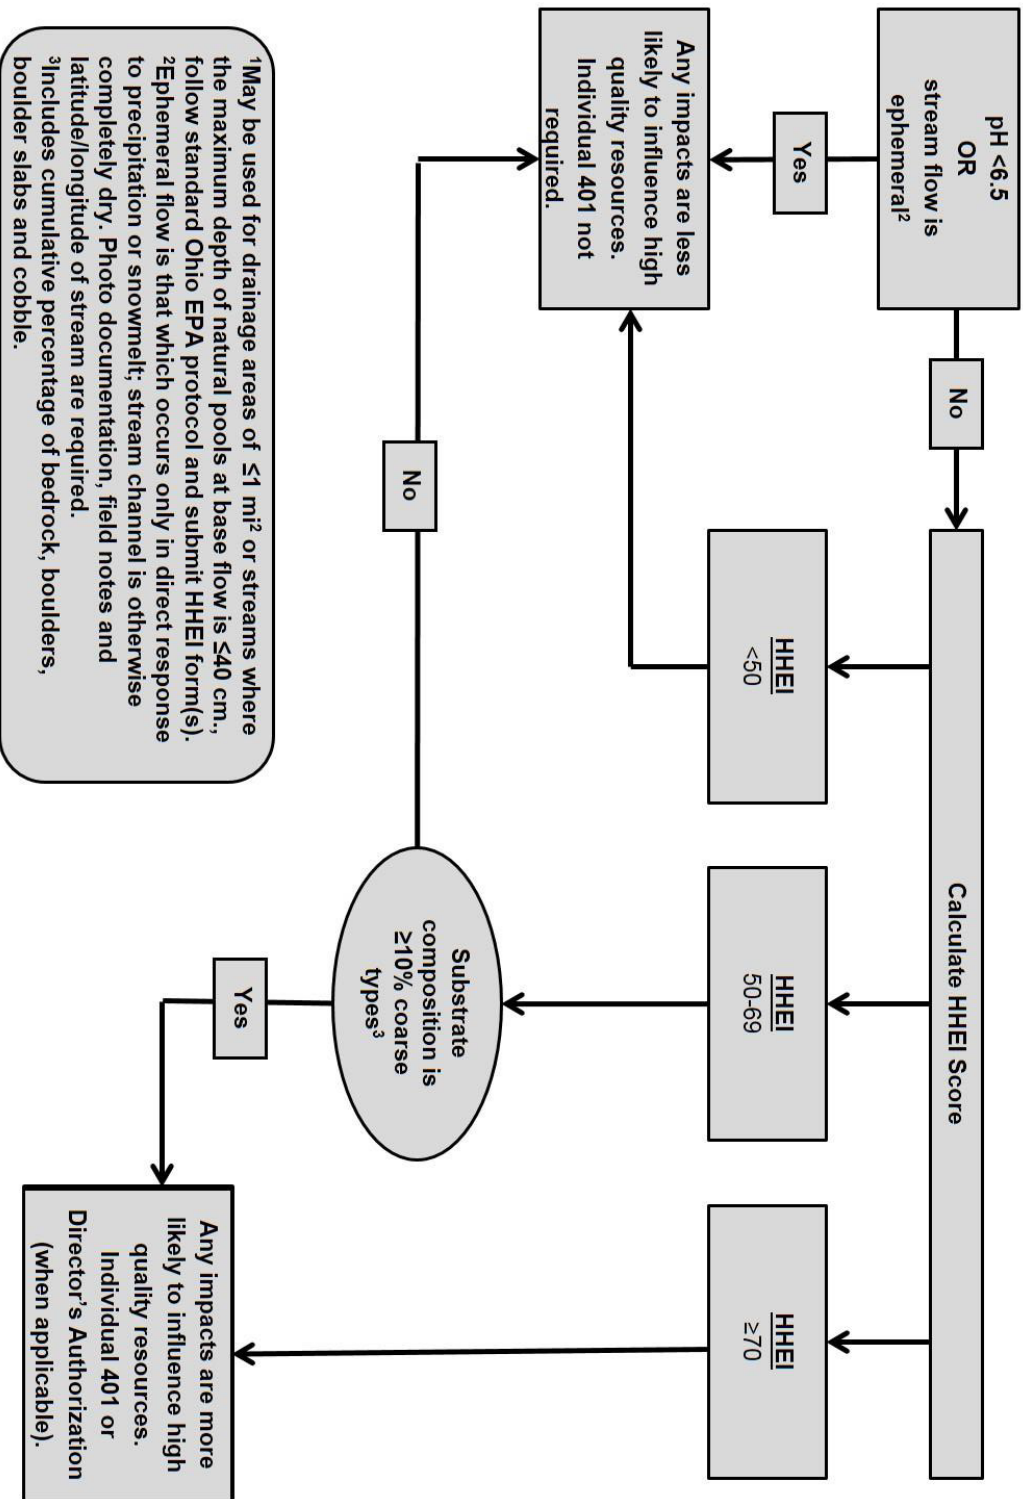 pH <6.5
OR
stream flow is
ephemeral²
No
Calculate HHEI Score
Yes
HHEI
<50
HHEI
50-69
HHEI
≥70
Any impacts are less
likely to influence high
quality resources.
Individual 401 not
required.
No
Substrate
composition is
≥10% coarse
types³
Yes
Any impacts are more
likely to influence high
quality resources.
Individual 401 or
Director's Authorization
(when applicable).
¹May be used for drainage areas of ≤1 mi² or streams where
the maximum depth of natural pools at base flow is ≤40 cm.,
follow standard Ohio EPA protocol and submit HHEI form(s).
²Ephemeral flow is that which occurs only in direct response
to precipitation or snowmelt; stream channel is otherwise
completely dry. Photo documentation, field notes and
latitude/longitude of stream are required.
³Includes cumulative percentage of bedrock, boulders,
boulder slabs and cobble.